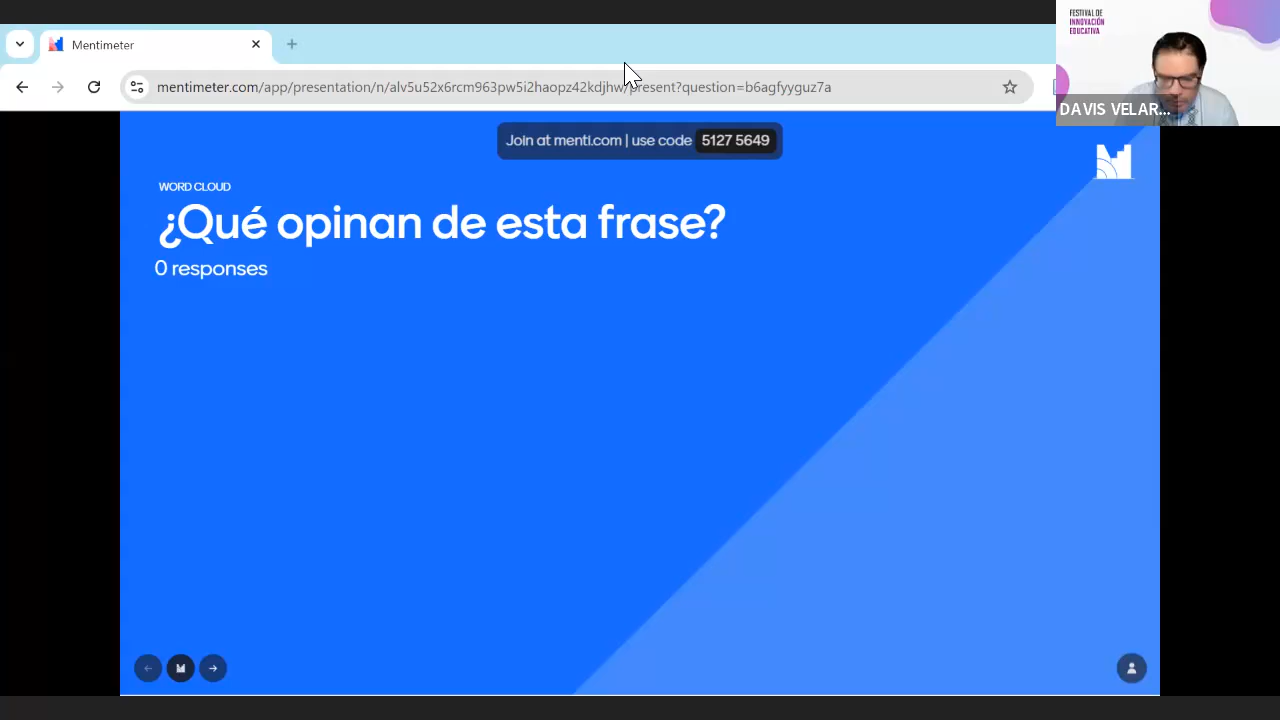 Mentimeter
mentimeter.com/app/presentation/n/alv5u52x6rcm963pw5i2haopz42kdjhw/present?question=b6agfyyguz7a
FESTIVAL DE
INNOVACIÓN
EDUCATIVA
DAVIS VELAR...
Join at menti.com | use code 5127 5649
WORD CLOUD
¿Qué opinan de esta frase?
0 responses